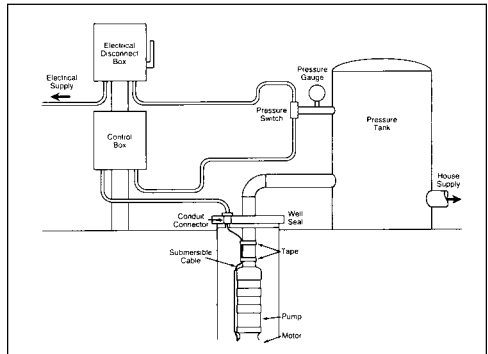 Electrical
Disconnect
Box
Electrical
Supply
Pressure
Gauge
Pressure
Switch
Pressure
Tank
Control
Box
House
Supply
Conduit
Connector
Well
Seal
Submersible
Cable
Tape
Pump
Motor